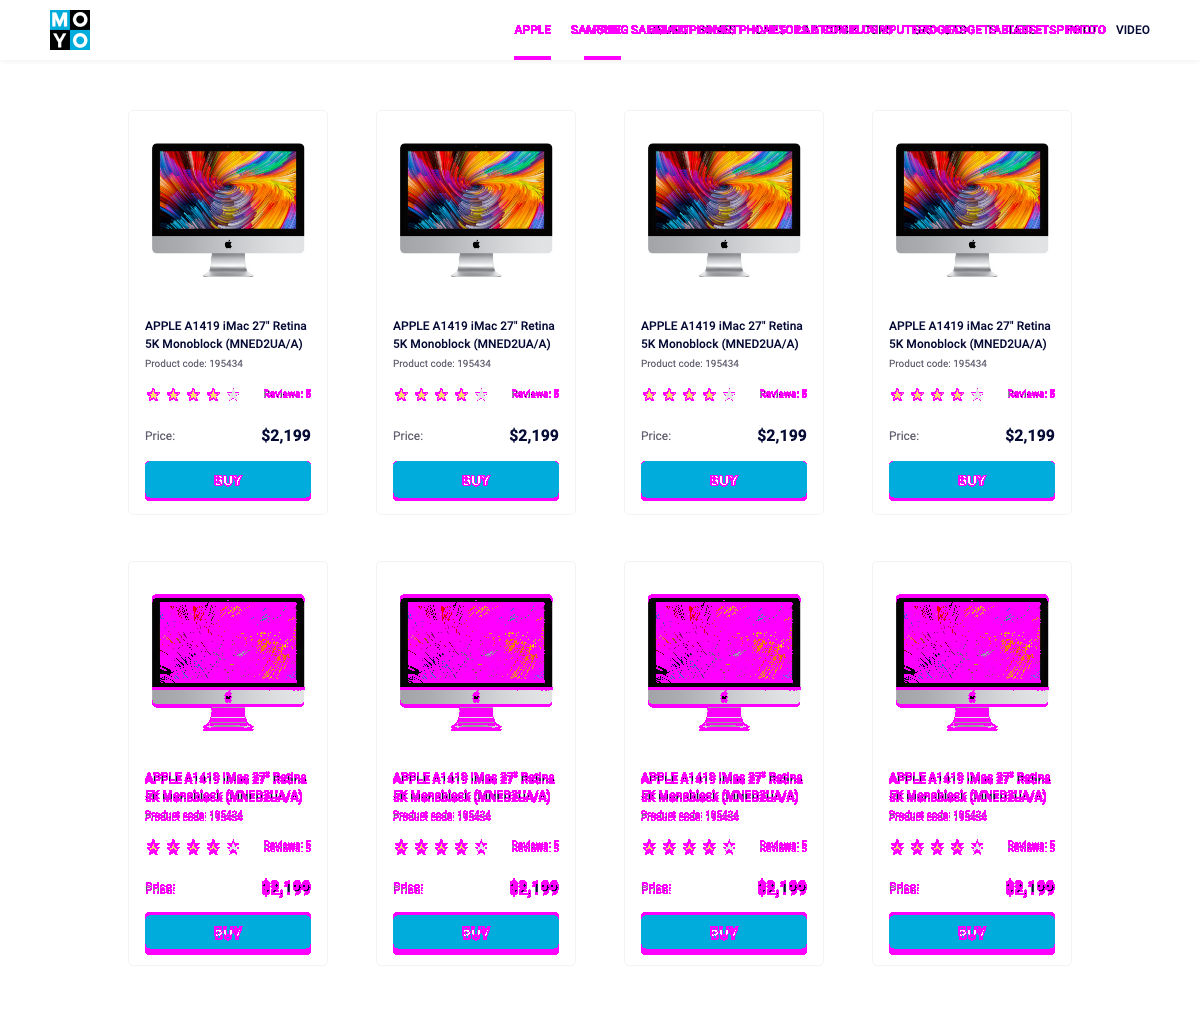 MO
YO
APPLE
VIDEO
APPLE A1419 iMac 27" Retina
5K Monoblock (MNED2UA/A)
Product code: 195434
Reviews: 5
Price: $2,199
BUY
APPLE A1419 iMac 27" Retina
5K Monoblock (MNED2UA/A)
Product code: 195434
Reviews: 5
Price: $2,199
BUY
APPLE A1419 iMac 27" Retina
5K Monoblock (MNED2UA/A)
Product code: 195434
Reviews: 5
Price: $2,199
BUY
APPLE A1419 iMac 27" Retina
5K Monoblock (MNED2UA/A)
Product code: 195434
Reviews: 5
Price: $2,199
BUY
APPLE A1419 iMac 27" Retina
5K Monoblock (MNED2UA/A)
Product code: 195434
Reviews: 5
Price: $2,199
BUY
APPLE A1419 iMac 27" Retina
5K Monoblock (MNED2UA/A)
Product code: 195434
Reviews: 5
Price: $2,199
BUY
APPLE A1419 iMac 27" Retina
5K Monoblock (MNED2UA/A)
Product code: 195434
Reviews: 5
Price: $2,199
BUY
APPLE A1419 iMac 27" Retina
5K Monoblock (MNED2UA/A)
Product code: 195434
Reviews: 5
Price: $2,199
BUY